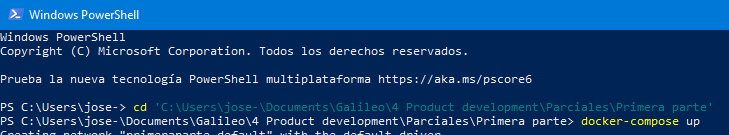 Windows PowerShell
Windows PowerShell
Copyright (C) Microsoft Corporation. Todos los derechos reservados.
Prueba la nueva tecnología PowerShell multiplataforma https://aka.ms/pscore6
PS C:\Users\jose-> cd 'C:\Users\jose-\Documents\Galileo\4 Product development\Parciales\Primera parte'
PS C:\Users\jose-\Documents\Galileo\4 Product development\Parciales\Primera parte> docker-compose up
Creating network "primeraparte_default" with the default driver